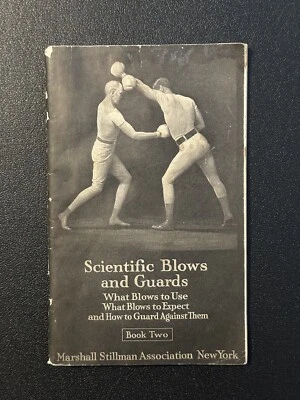 Scientific Blows
and Guards
What Blows to Use
What Blows to Expect
and How to Guard Against Them
Book Two
Marshall Stillman Association New York